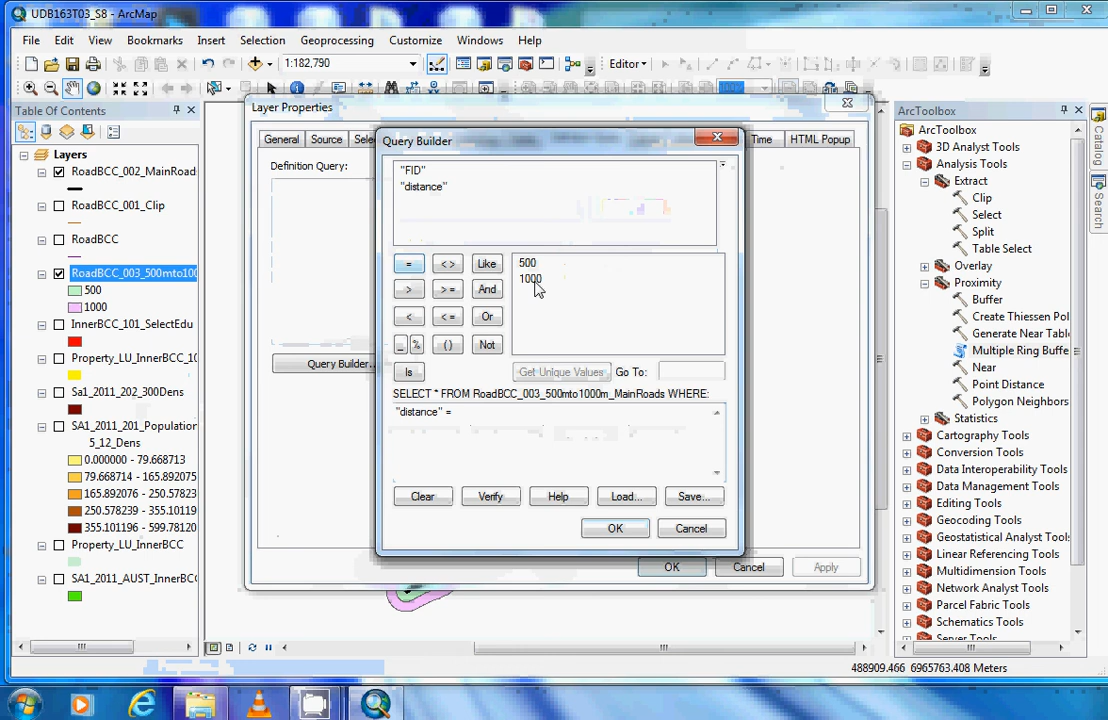 UDB163T03_S8 - ArcMap
File Edit View Bookmarks Insert Selection Geoprocessing Customize Windows Help
1:182,790
Editor
Table Of Contents
Layers
RoadBCC_002_MainRoads
RoadBCC_001_Clip
RoadBCC
RoadBCC_003_500mto100
500
1000
InnerBCC_101_SelectEdu
Property_LU_InnerBCC_10
Sa1_2011_202_300Dens
SA1_2011_201_Population
5_12_Dens
0.000000 - 79.668713
79.668714 - 165.892075
165.892076 - 250.57823
250.578239 - 355.10119
355.101196 - 599.78120
Property_LU_InnerBCC
SA1_2011_AUST_InnerBCC
Layer Properties
General Source Sele Time HTML Popup
Definition Query:
Query Builder...
OK Cancel Apply
Query Builder
"FID"
"distance"
= < > Like
> > = And
< < = Or
_ % ( ) Not
Is
500
1000
Get Unique Values Go To:
SELECT * FROM RoadBCC_003_500mto1000m_MainRoads WHERE:
"distance" =
Clear Verify Help Load... Save...
OK Cancel
ArcToolbox
ArcToolbox
3D Analyst Tools
Analysis Tools
Extract
Clip
Select
Split
Table Select
Overlay
Proximity
Buffer
Create Thiessen Pol
Generate Near Table
Multiple Ring Buffe
Near
Point Distance
Polygon Neighbors
Statistics
Cartography Tools
Conversion Tools
Data Interoperability Tools
Data Management Tools
Editing Tools
Geocoding Tools
Geostatistical Analyst Tools
Linear Referencing Tools
Multidimension Tools
Network Analyst Tools
Parcel Fabric Tools
Schematics Tools
Server Tools
Catalog
Search
488909.466 6965763.408 Meters